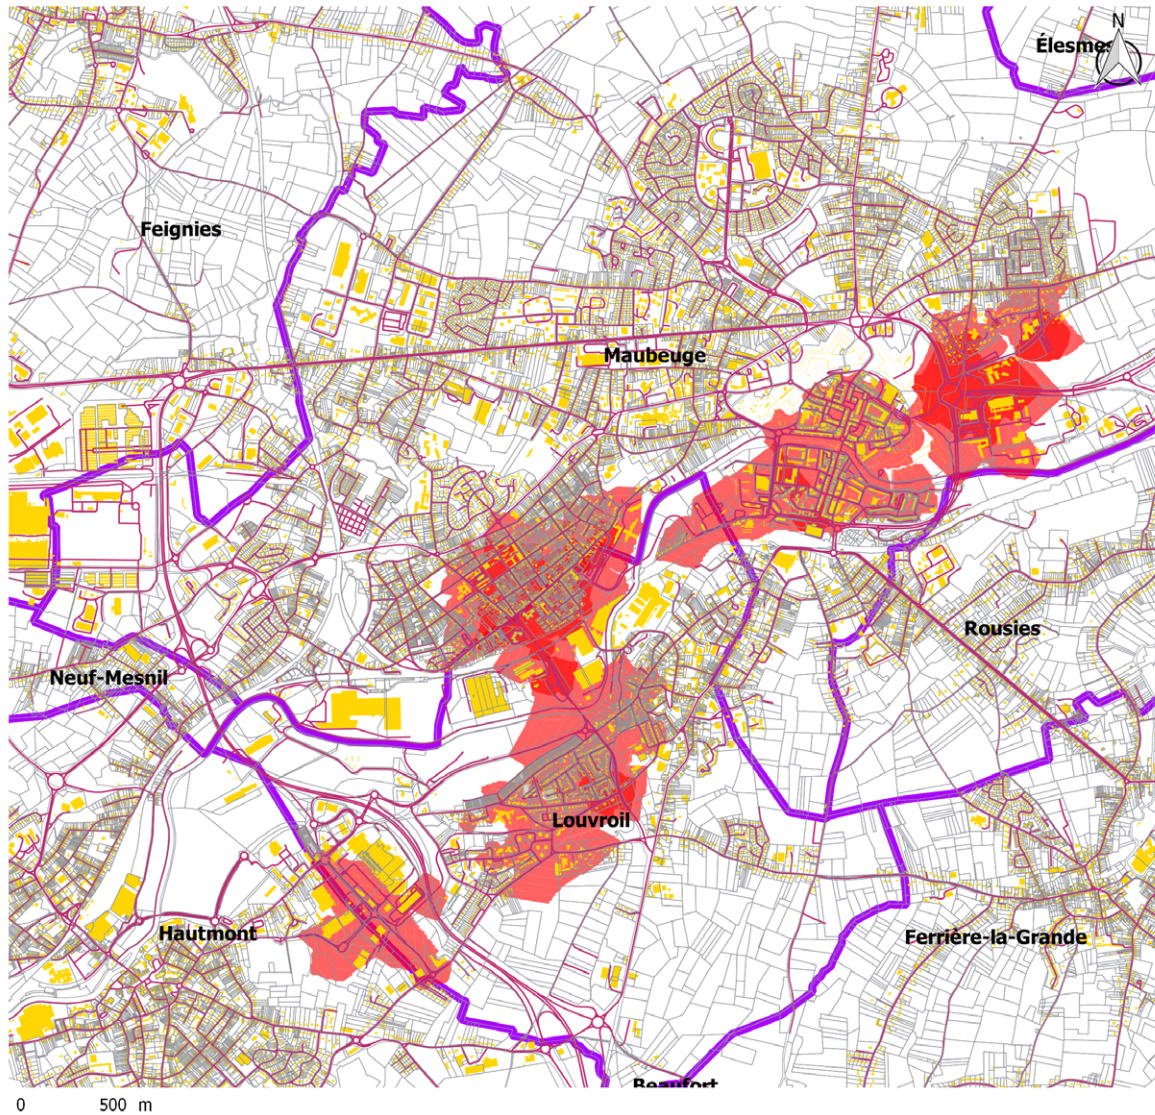 N
Élesmes
Feignies
Maubeuge
Rousies
Neuf-Mesnil
Louvroil
Hautmont
Ferrière-la-Grande
Beaufort
0 500 m